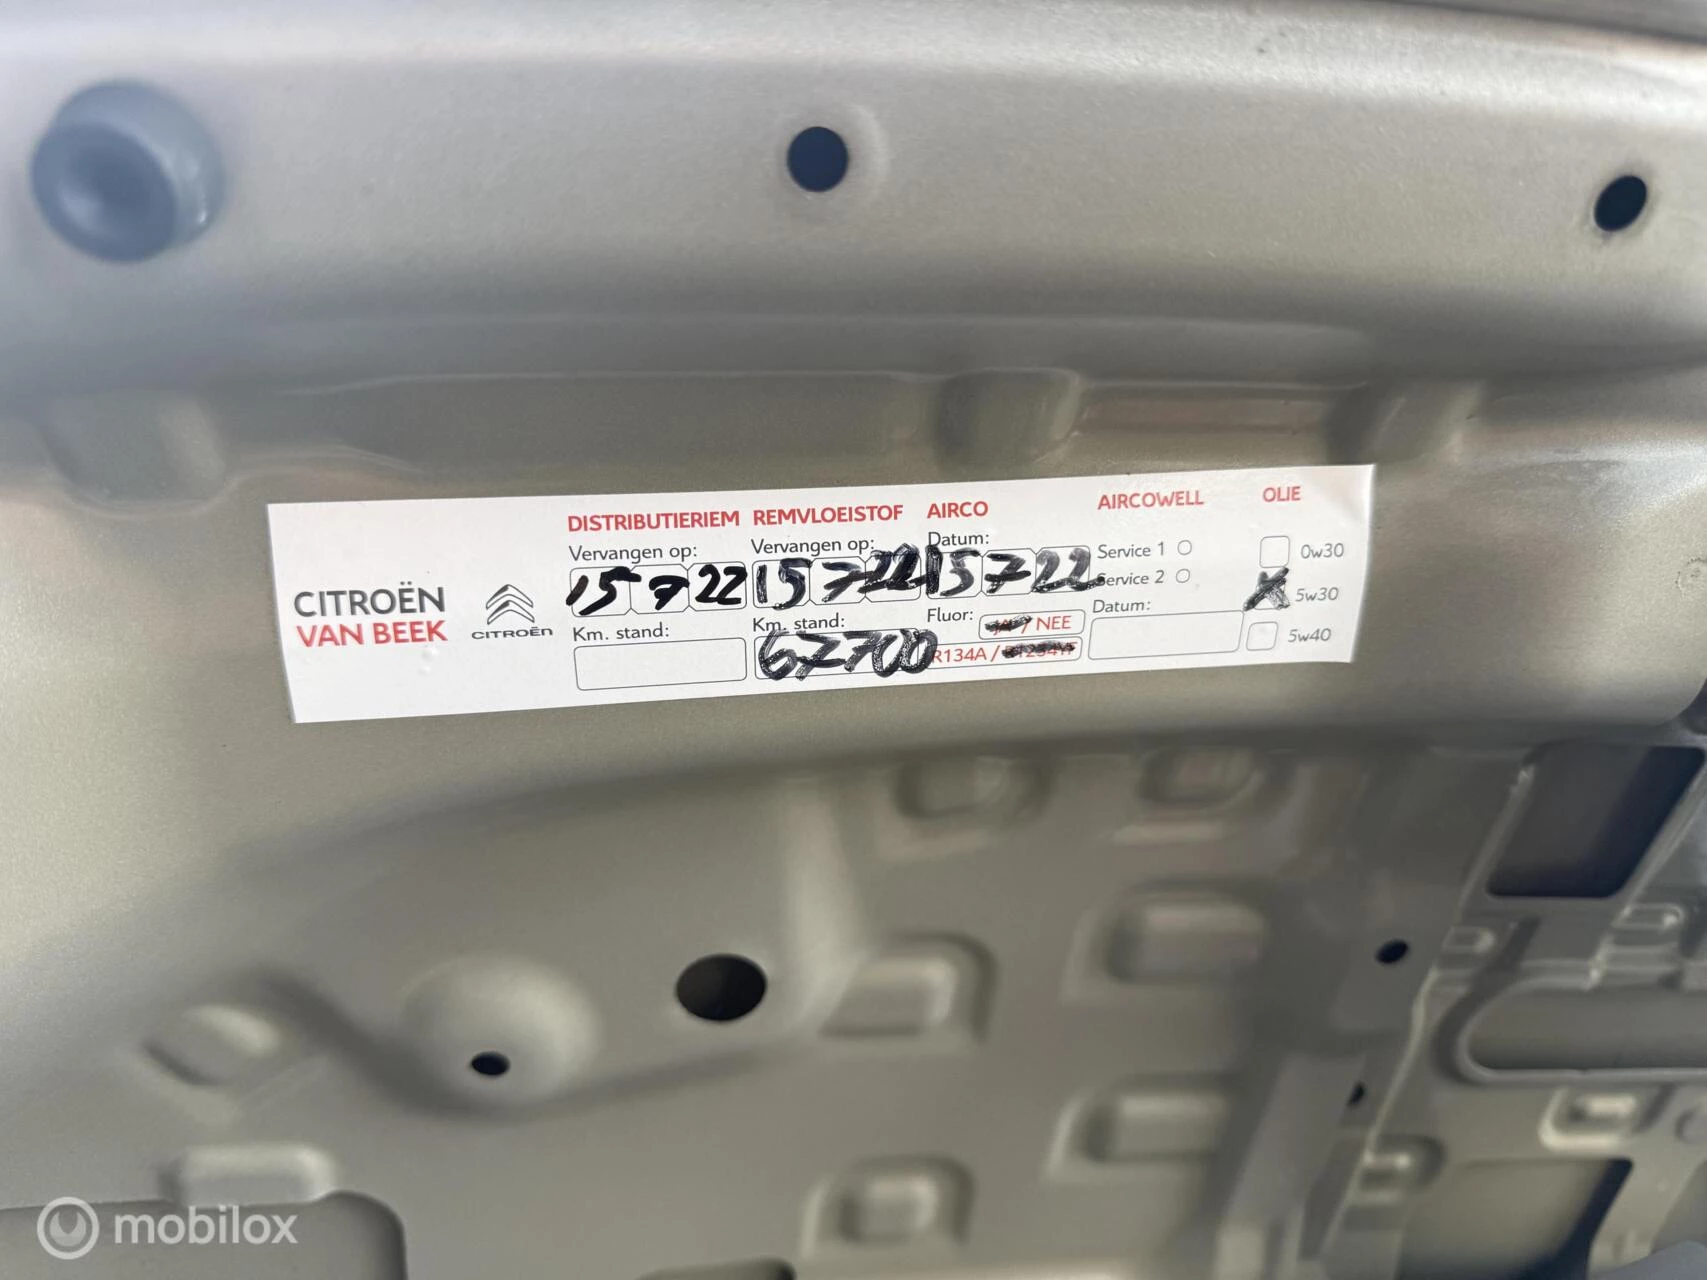 DISTRIBUTIERIEM REMVLOEISTOF AIRCO AIRCOWELL OLIE
Vervangen op: Vervangen op: Datum: Service 1 0w30
15 7 22 15 7 22 15 7 22 Service 2 5w30
CITROËN
VAN BEEK
CITROËN
Km. stand: Km. stand: Fluor: JA / NEE Datum: 5w40
67700 R134A / R1234YF
mobilox